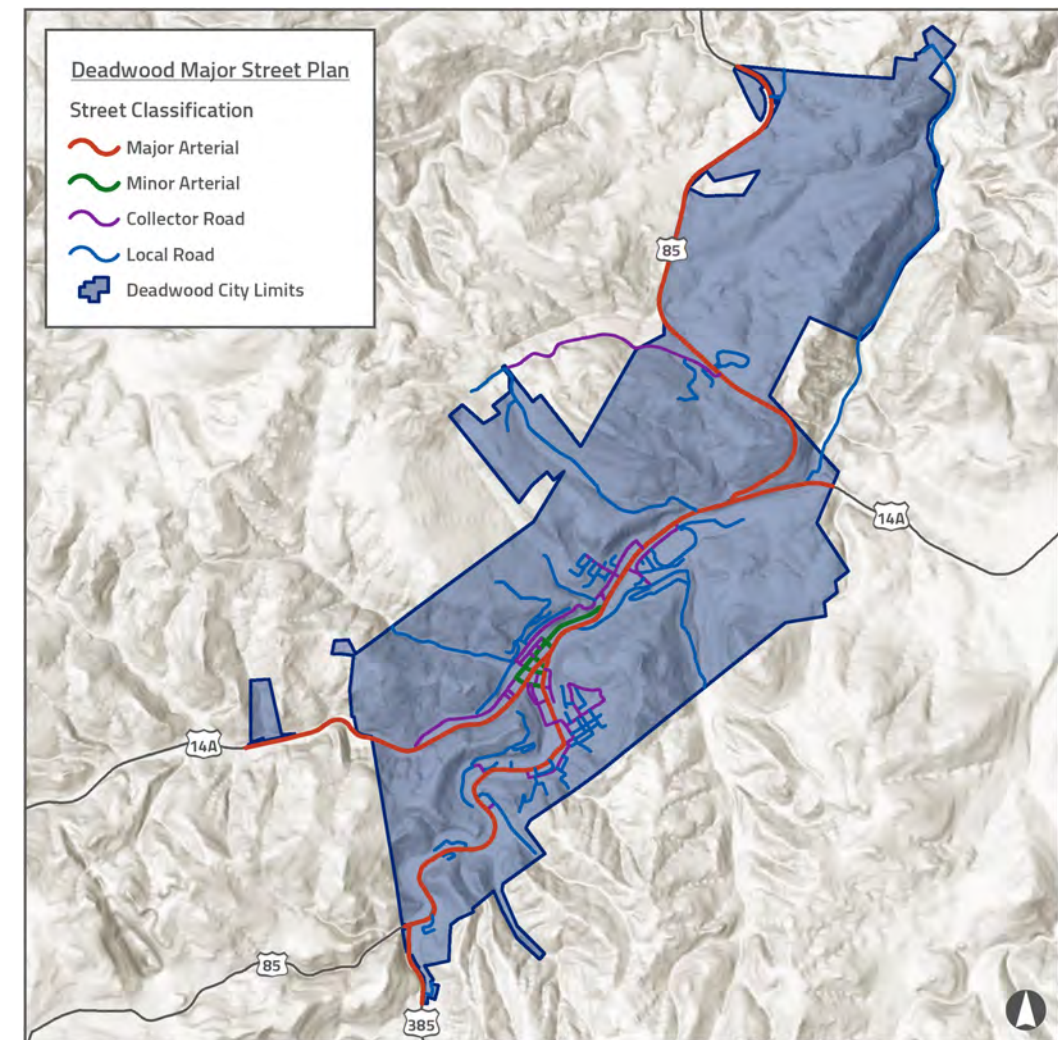 Deadwood Major Street Plan
Street Classification
Major Arterial
Minor Arterial
Collector Road
Local Road
Deadwood City Limits
85
14A
14A
85
385